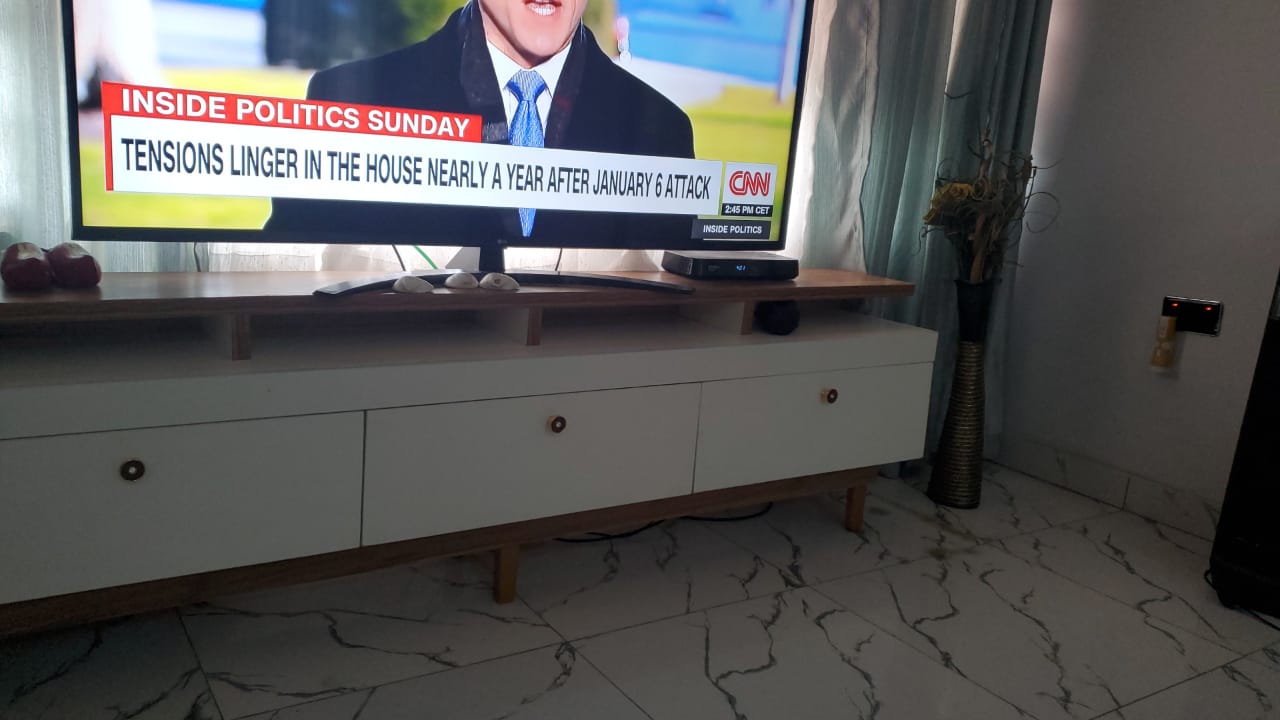 INSIDE POLITICS SUNDAY
TENSIONS LINGER IN THE HOUSE NEARLY A YEAR AFTER JANUARY 6 ATTACK
CNN
2:45 PM CET
INSIDE POLITICS